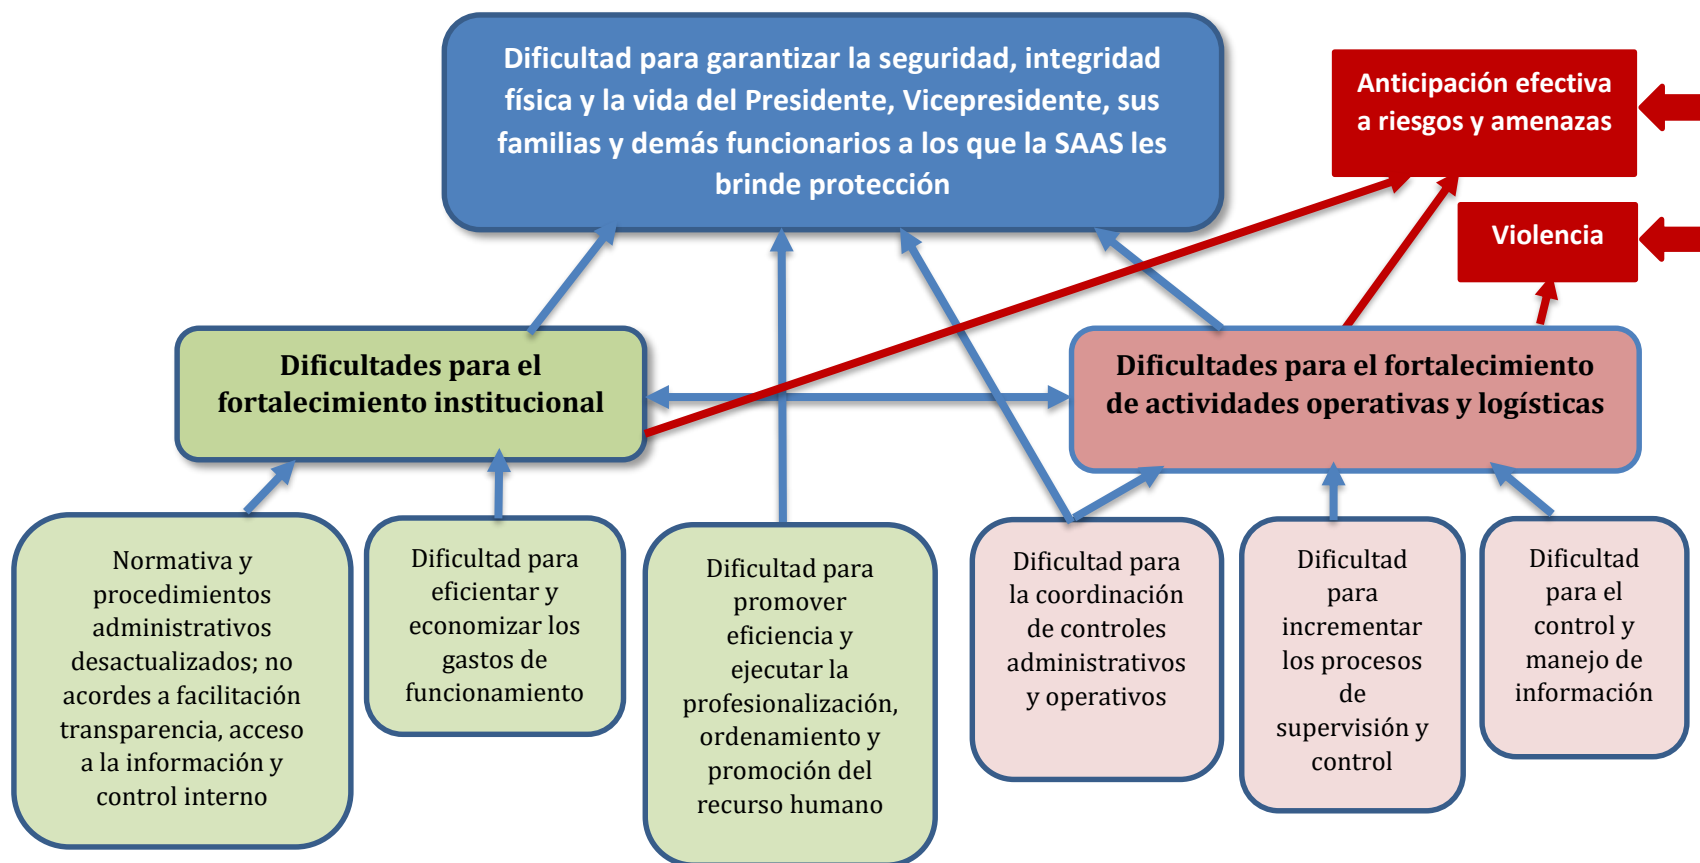 Dificultad para garantizar la seguridad, integridad
física y la vida del Presidente, Vicepresidente, sus
familias y demás funcionarios a los que la SAAS les
brinde protección
Anticipación efectiva
a riesgos y amenazas
Violencia
Dificultades para el
fortalecimiento institucional
Dificultades para el fortalecimiento
de actividades operativas y logísticas
Normativa y
procedimientos
administrativos
desactualizados; no
acordes a facilitación
transparencia, acceso
a la información y
control interno
Dificultad para
eficientar y
economizar los
gastos de
funcionamiento
Dificultad para
promover
eficiencia y
ejecutar la
profesionalización,
ordenamiento y
promoción del
recurso humano
Dificultad para
la coordinación
de controles
administrativos
y operativos
Dificultad
para
incrementar
los procesos
de
supervisión y
control
Dificultad
para el
control y
manejo de
información